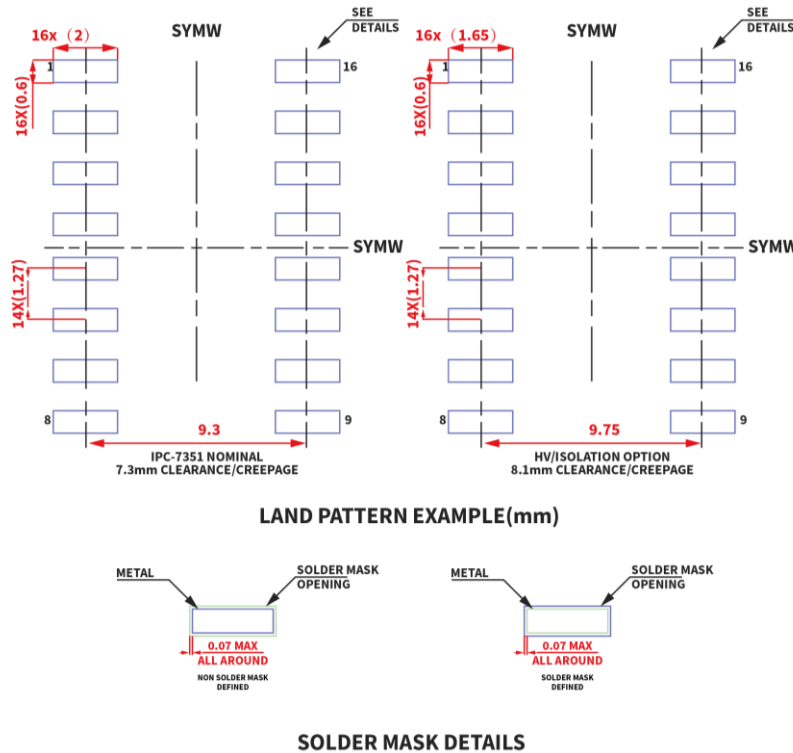 16x（2）
SYMW
SEE
DETAILS
1
16
16X(0.6)
SYMW
14X(1.27)
8
9
9.3
IPC-7351 NOMINAL
7.3mm CLEARANCE/CREEPAGE
16x（1.65）
SYMW
SEE
DETAILS
1
16
16X(0.6)
SYMW
14X(1.27)
8
9
9.75
HV/ISOLATION OPTION
8.1mm CLEARANCE/CREEPAGE
LAND PATTERN EXAMPLE(mm)
METAL
SOLDER MASK
OPENING
0.07 MAX
ALL AROUND
NON SOLDER MASK
DEFINED
METAL
SOLDER MASK
OPENING
0.07 MAX
ALL AROUND
SOLDER MASK
DEFINED
SOLDER MASK DETAILS